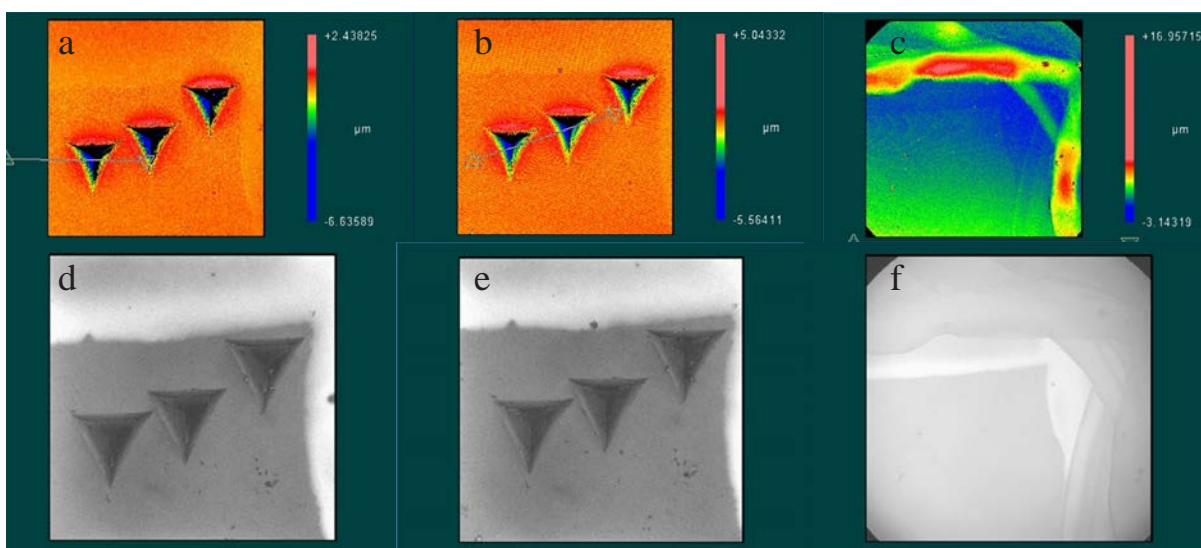 a
+2.43825
µm
-6.63589
b
+5.04332
µm
-5.56411
c
+16.95715
µm
-3.14319
d
e
f